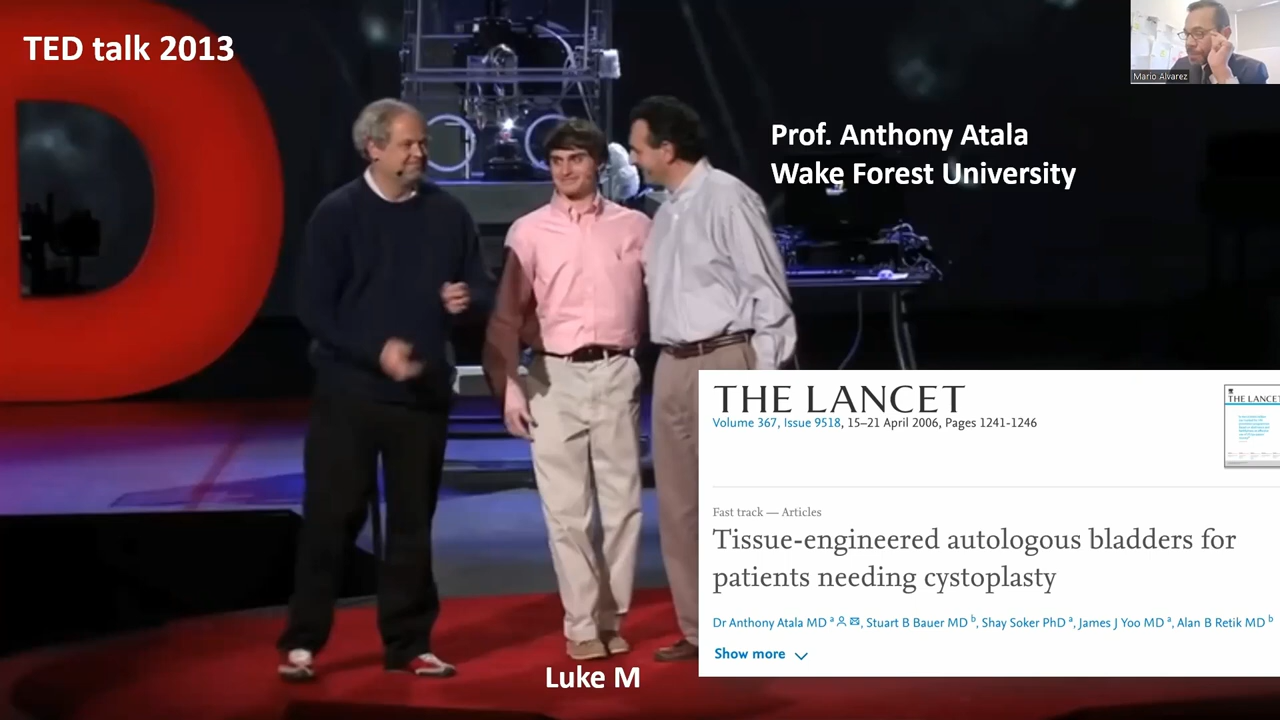 TED talk 2013
Mario Alvarez
Prof. Anthony Atala
Wake Forest University
THE LANCET
Volume 367, Issue 9518, 15–21 April 2006, Pages 1241-1246
THE LANCET
Fast track — Articles
Tissue-engineered autologous bladders for
patients needing cystoplasty
Dr Anthony Atala MD a, Stuart B Bauer MD b, Shay Soker PhD a, James J Yoo MD a, Alan B Retik MD b
Show more
Luke M